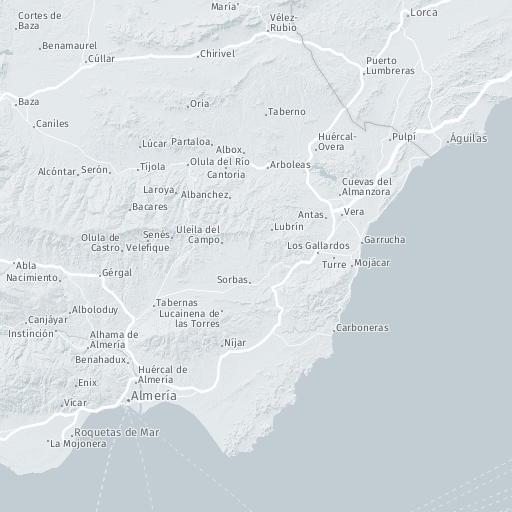 María
Cortes de
Baza
Vélez-
Rubio
Lorca
Benamaurel
Cúllar
Chirivel
Puerto
Lumbreras
Baza
Oria
Taberno
Caniles
Lúcar
Partaloa
Albox
Huércal-
Overa
Pulpí
Águilas
Alcóntar
Serón
Tíjola
Olula del Río
Cantoria
Arboleas
Laroya
Albanchez
Cuevas del
Almanzora
Bacares
Antas
Vera
Olula de
Castro
Senés
Velefique
Uleila del
Campo
Lubrín
Los Gallardos
Garrucha
Abla
Nacimiento
Gérgal
Sorbas
Turre
Mojácar
Alboloduy
Tabernas
Lucainena de
las Torres
Canjáyar
Instinción
Alhama de
Almería
Níjar
Carboneras
Benahadux
Huércal de
Almería
Enix
Vícar
Almería
Roquetas de Mar
La Mojonera